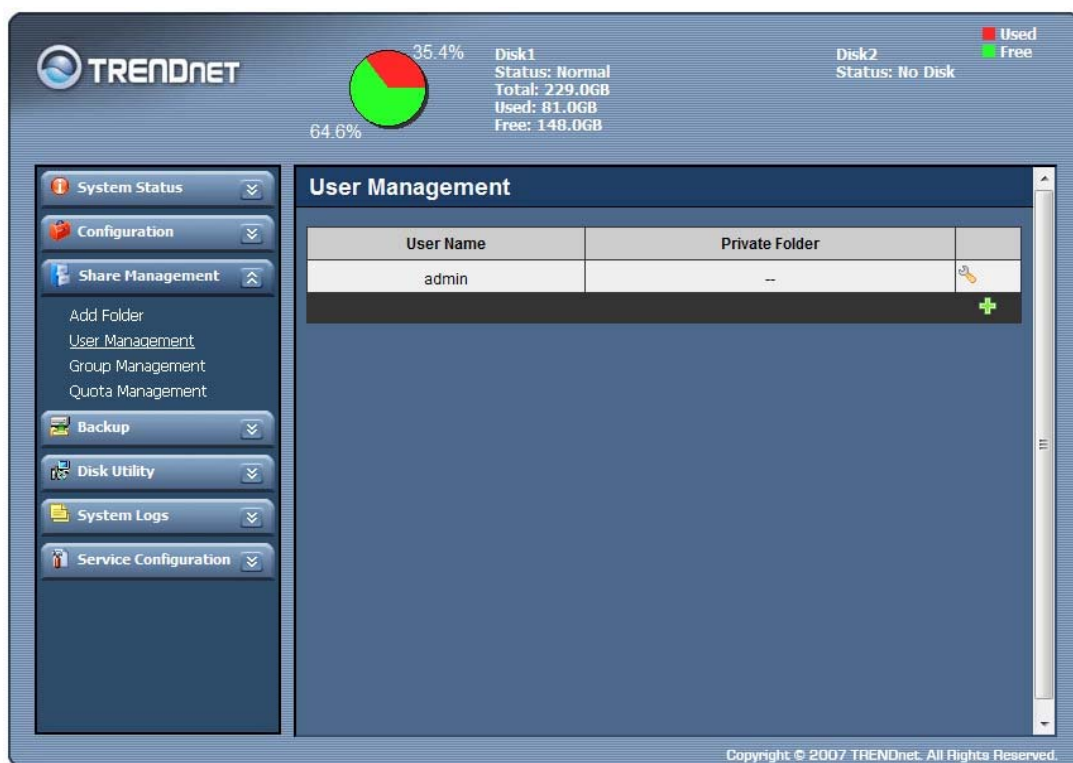 TRENDNET
35.4%
64.6%
Disk1
Status: Normal
Total: 229.0GB
Used: 81.0GB
Free: 148.0GB
Disk2
Status: No Disk
Used
Free
System Status
Configuration
Share Management
Add Folder
User Management
Group Management
Quota Management
Backup
Disk Utility
System Logs
Service Configuration
User Management
User Name Private Folder
admin --
Copyright © 2007 TRENDnet. All Rights Reserved.